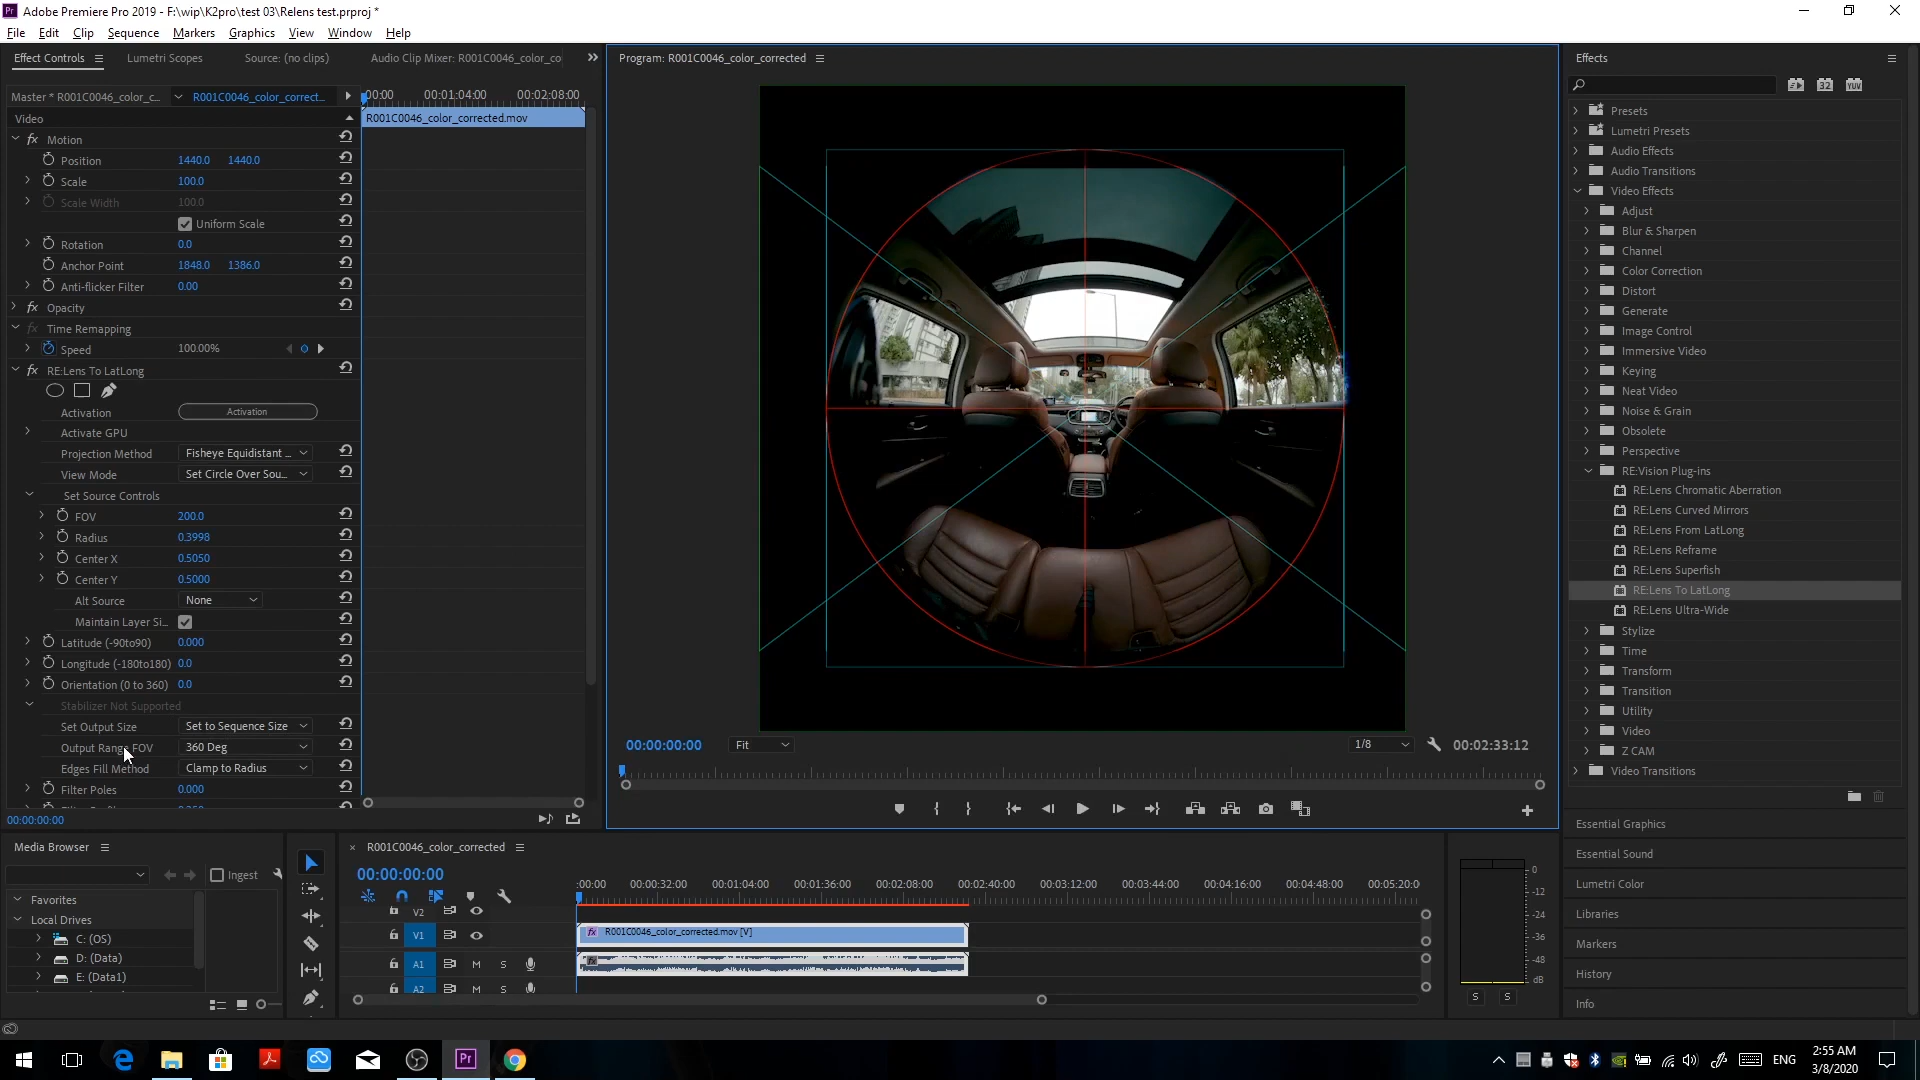 Adobe Premiere Pro 2019 - F:\wip\K2pro\test 03\Relens test.prproj *
File Edit Clip Sequence Markers Graphics View Window Help
Effect Controls Lumetri Scopes Source: (no clips) Audio Clip Mixer: R001C0046_color_co
Master * R001C0046_color_c... R001C0046_color_correct...
:00:00 00:01:04:00 00:02:08:00
Video
R001C0046_color_corrected.mov
fx Motion
Position 1440.0 1440.0
Scale 100.0
Scale Width 100.0
Uniform Scale
Rotation 0.0
Anchor Point 1848.0 1386.0
Anti-flicker Filter 0.00
fx Opacity
fx Time Remapping
Speed 100.00%
fx RE:Lens To LatLong
Activation Activation
Activate GPU
Projection Method Fisheye Equidistant ...
View Mode Set Circle Over Sou...
Set Source Controls
FOV 200.0
Radius 0.3998
Center X 0.5050
Center Y 0.5000
Alt Source None
Maintain Layer Si...
Latitude (-90to90) 0.000
Longitude (-180to180) 0.0
Orientation (0 to 360) 0.0
Stabilizer Not Supported
Set Output Size Set to Sequence Size
Output Range FOV 360 Deg
Edges Fill Method Clamp to Radius
Filter Poles 0.000
00:00:00:00
Program: R001C0046_color_corrected
00:00:00:00 Fit 1/8 00:02:33:12
Effects
32 YUV
Presets
Lumetri Presets
Audio Effects
Audio Transitions
Video Effects
Adjust
Blur & Sharpen
Channel
Color Correction
Distort
Generate
Image Control
Immersive Video
Keying
Neat Video
Noise & Grain
Obsolete
Perspective
RE:Vision Plug-ins
RE:Lens Chromatic Aberration
RE:Lens Curved Mirrors
RE:Lens From LatLong
RE:Lens Reframe
RE:Lens Superfish
RE:Lens To LatLong
RE:Lens Ultra-Wide
Stylize
Time
Transform
Transition
Utility
Video
Z CAM
Video Transitions
Essential Graphics
Essential Sound
Lumetri Color
Libraries
Markers
History
Info
Media Browser
Ingest
Favorites
Local Drives
C: (OS)
D: (Data)
E: (Data1)
R001C0046_color_corrected
00:00:00:00
:00:00 00:00:32:00 00:01:04:00 00:01:36:00 00:02:08:00 00:02:40:00 00:03:12:00 00:03:44:00 00:04:16:00 00:04:48:00 00:05:20:0
V2
V1 fx R001C0046_color_corrected.mov [V]
A1 M S fx
A2 M S
0
-12
-24
-36
-48
dB
S S
Pr
ENG
2:55 AM
3/8/2020